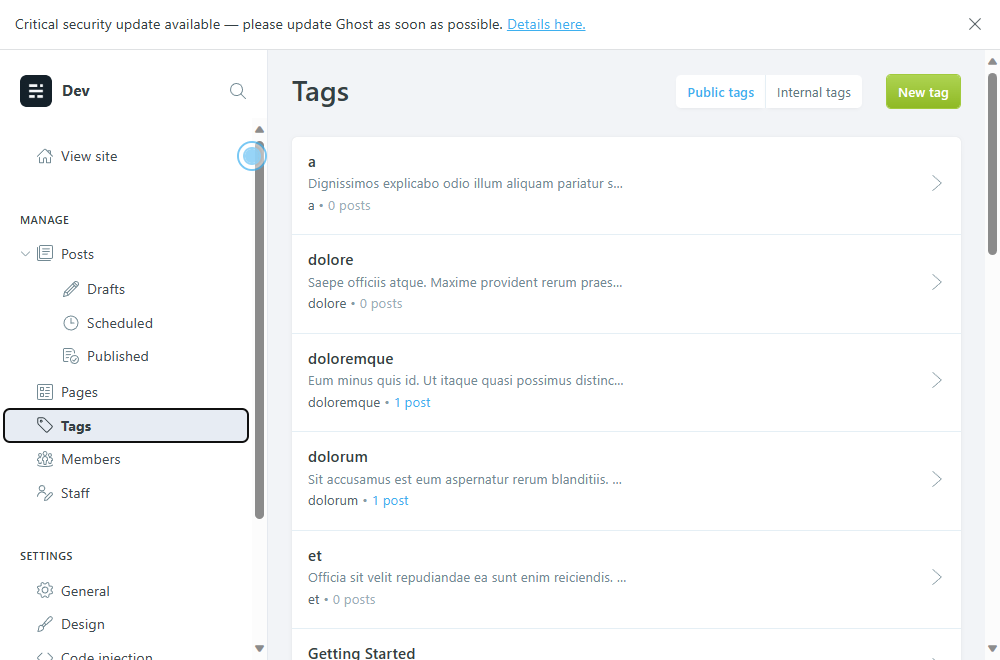 Critical security update available — please update Ghost as soon as possible. Details here.
Dev
View site
MANAGE
Posts
Drafts
Scheduled
Published
Pages
Tags
Members
Staff
SETTINGS
General
Design
Code injection
Tags
Public tags
Internal tags
New tag
a
Dignissimos explicabo odio illum aliquam pariatur s...
a • 0 posts
dolore
Saepe officiis atque. Maxime provident rerum praes...
dolore • 0 posts
doloremque
Eum minus quis id. Ut itaque quasi possimus distinc...
doloremque • 1 post
dolorum
Sit accusamus est eum aspernatur rerum blanditiis. ...
dolorum • 1 post
et
Officia sit velit repudiandae ea sunt enim reiciendis. ...
et • 0 posts
Getting Started